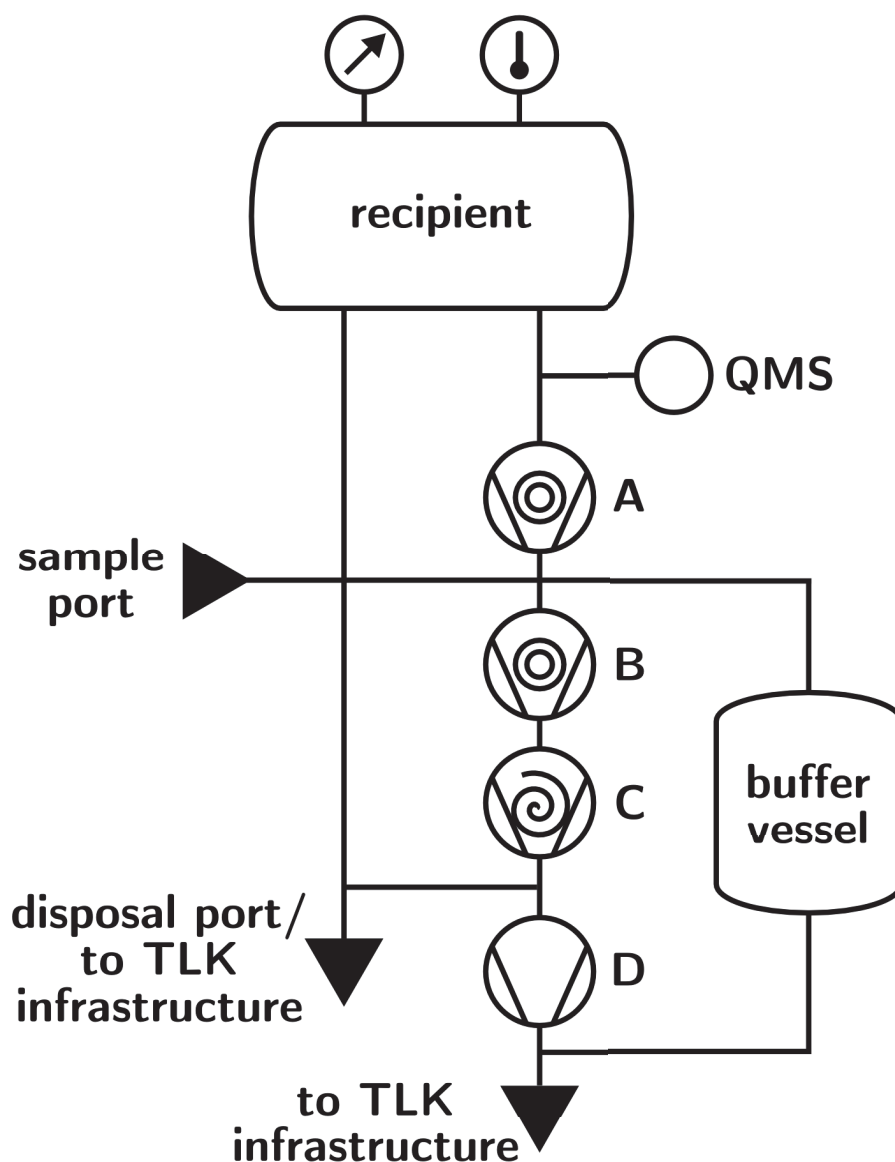 recipient
QMS
A
sample
port
B
C
buffer
vessel
disposal port/
to TLK
infrastructure
D
to TLK
infrastructure